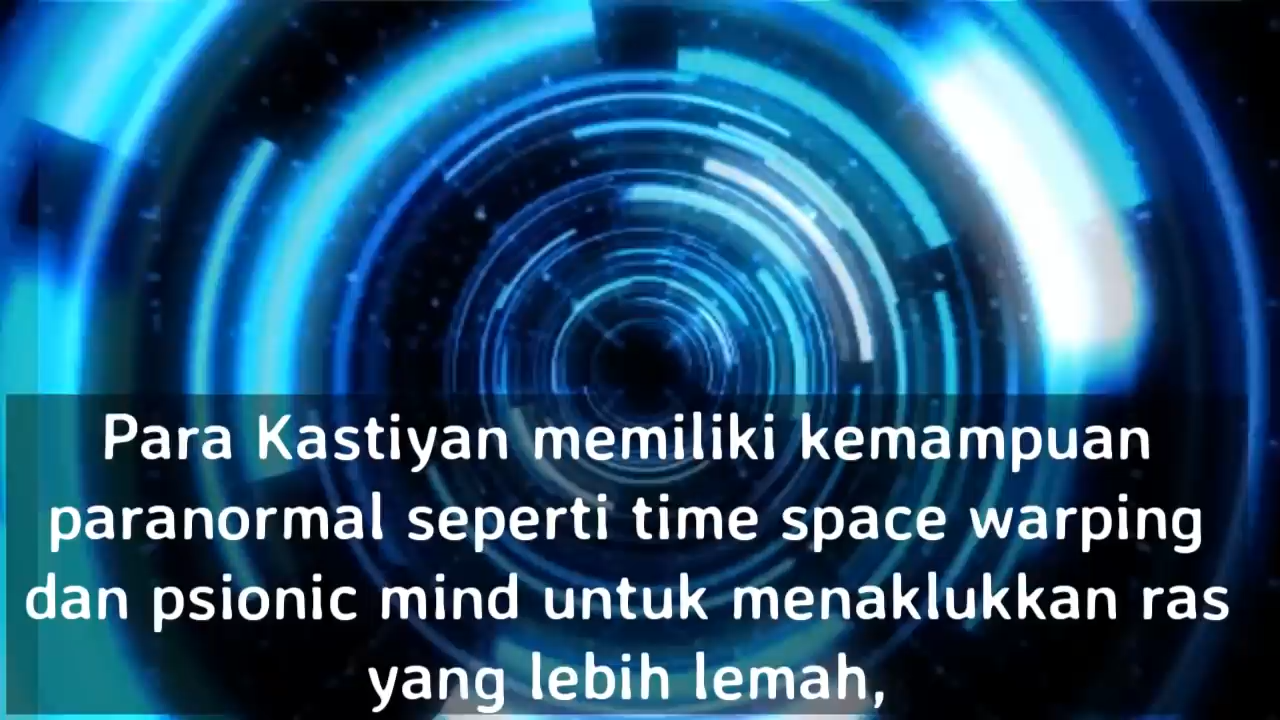 Para Kastiyan memiliki kemampuan
paranormal seperti time space warping
dan psionic mind untuk menaklukkan ras
yang lebih lemah,